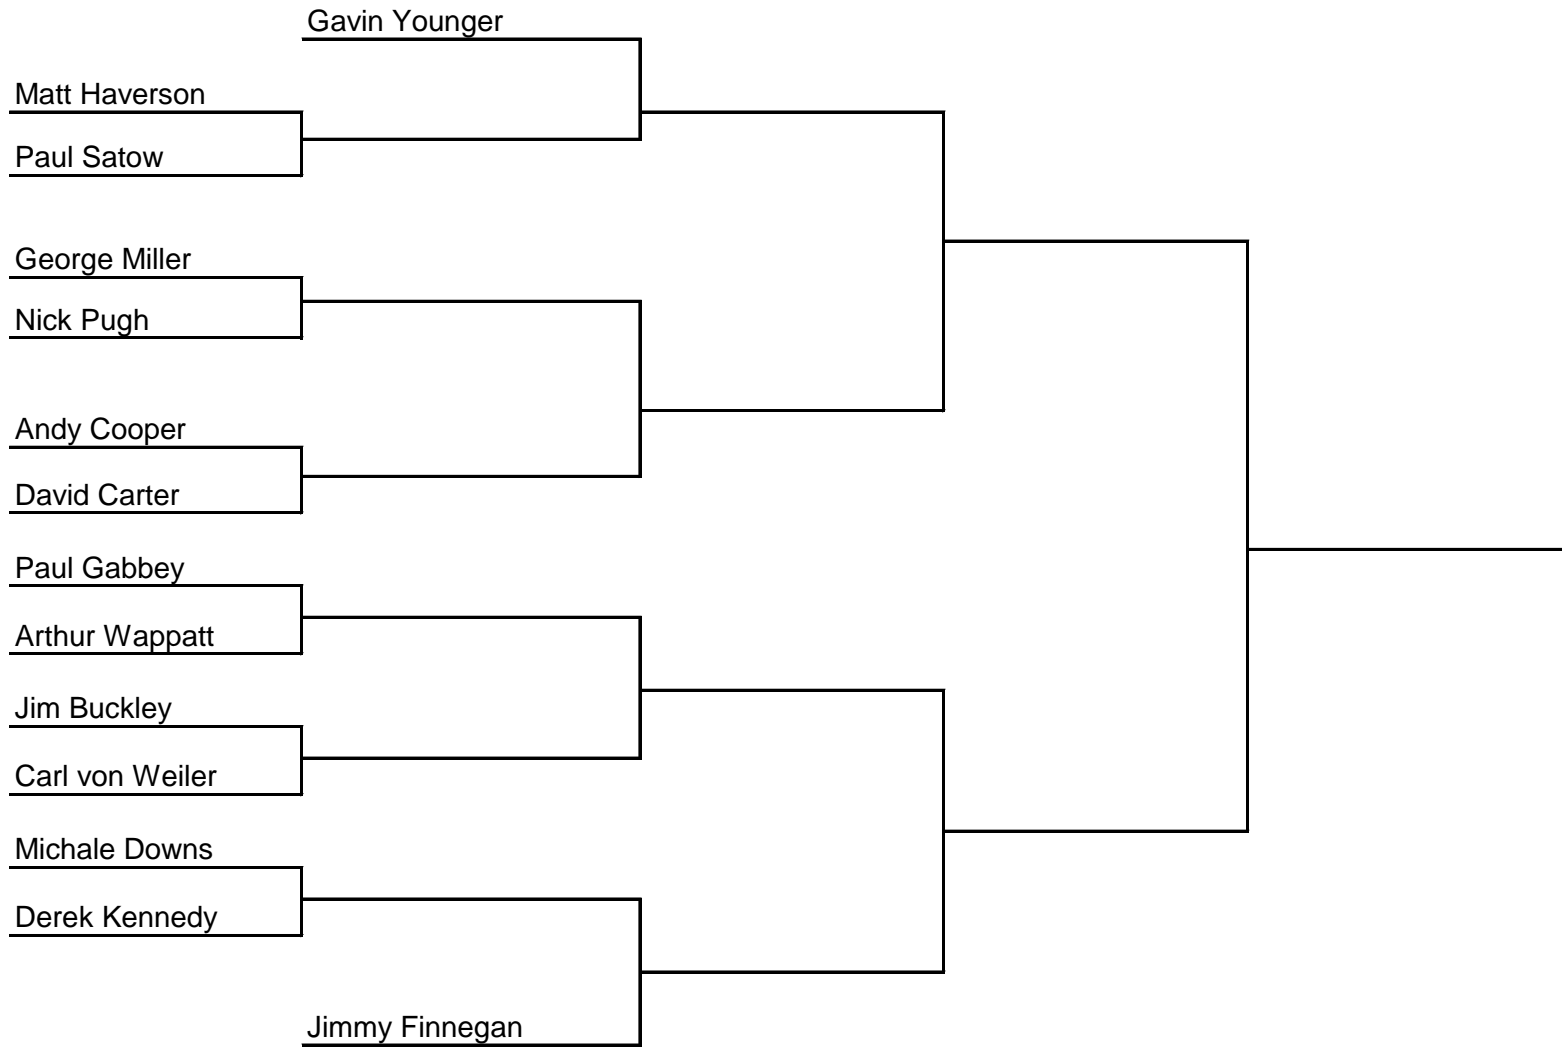 Gavin Younger
Matt Haverson
Paul Satow
George Miller
Nick Pugh
Andy Cooper
David Carter
Paul Gabbey
Arthur Wappatt
Jim Buckley
Carl von Weiler
Michale Downs
Derek Kennedy
Jimmy Finnegan